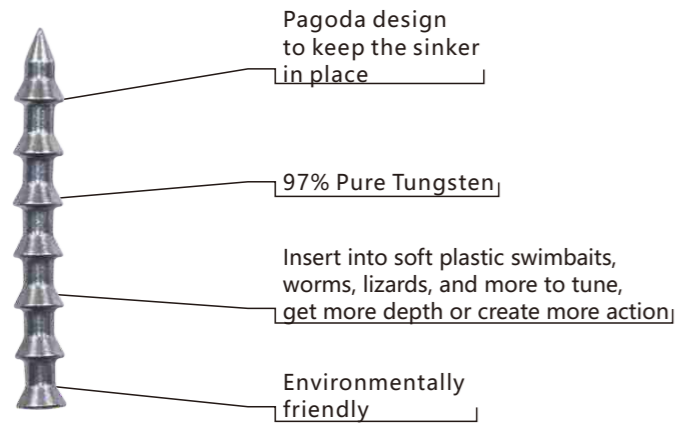 Pagoda design
to keep the sinker
in place
97% Pure Tungsten
Insert into soft plastic swimbaits,
worms, lizards, and more to tune,
get more depth or create more action
Environmentally
friendly